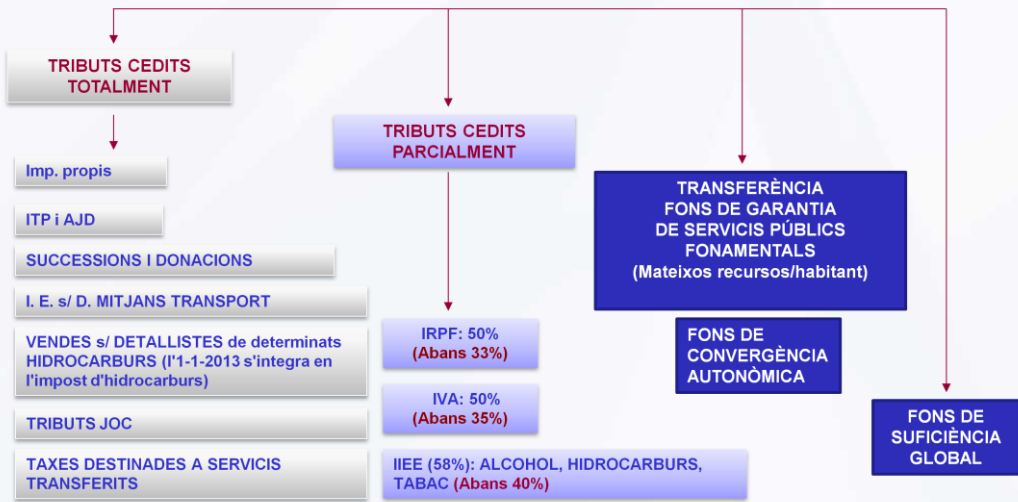 TRIBUTS CEDITS
TOTALMENT
Imp. propis
ITP i AJD
SUCCESSIONS I DONACIONS
I. E. s/ D. MITJANS TRANSPORT
VENDES s/ DETALLISTES de determinats
HIDROCARBURS (l'1-1-2013 s'integra en
l'impost d'hidrocarburs)
TRIBUTS JOC
TAXES DESTINADES A SERVICIS
TRANSFERITS
TRIBUTS CEDITS
PARCIALMENT
IRPF: 50%
(Abans 33%)
IVA: 50%
(Abans 35%)
IIEE (58%): ALCOHOL, HIDROCARBURS,
TABAC (Abans 40%)
TRANSFERÈNCIA
FONS DE GARANTIA
DE SERVICIS PÚBLICS
FONAMENTALS
(Mateixos recursos/habitant)
FONS DE
CONVERGÈNCIA
AUTONÒMICA
FONS DE
SUFICIÈNCIA
GLOBAL